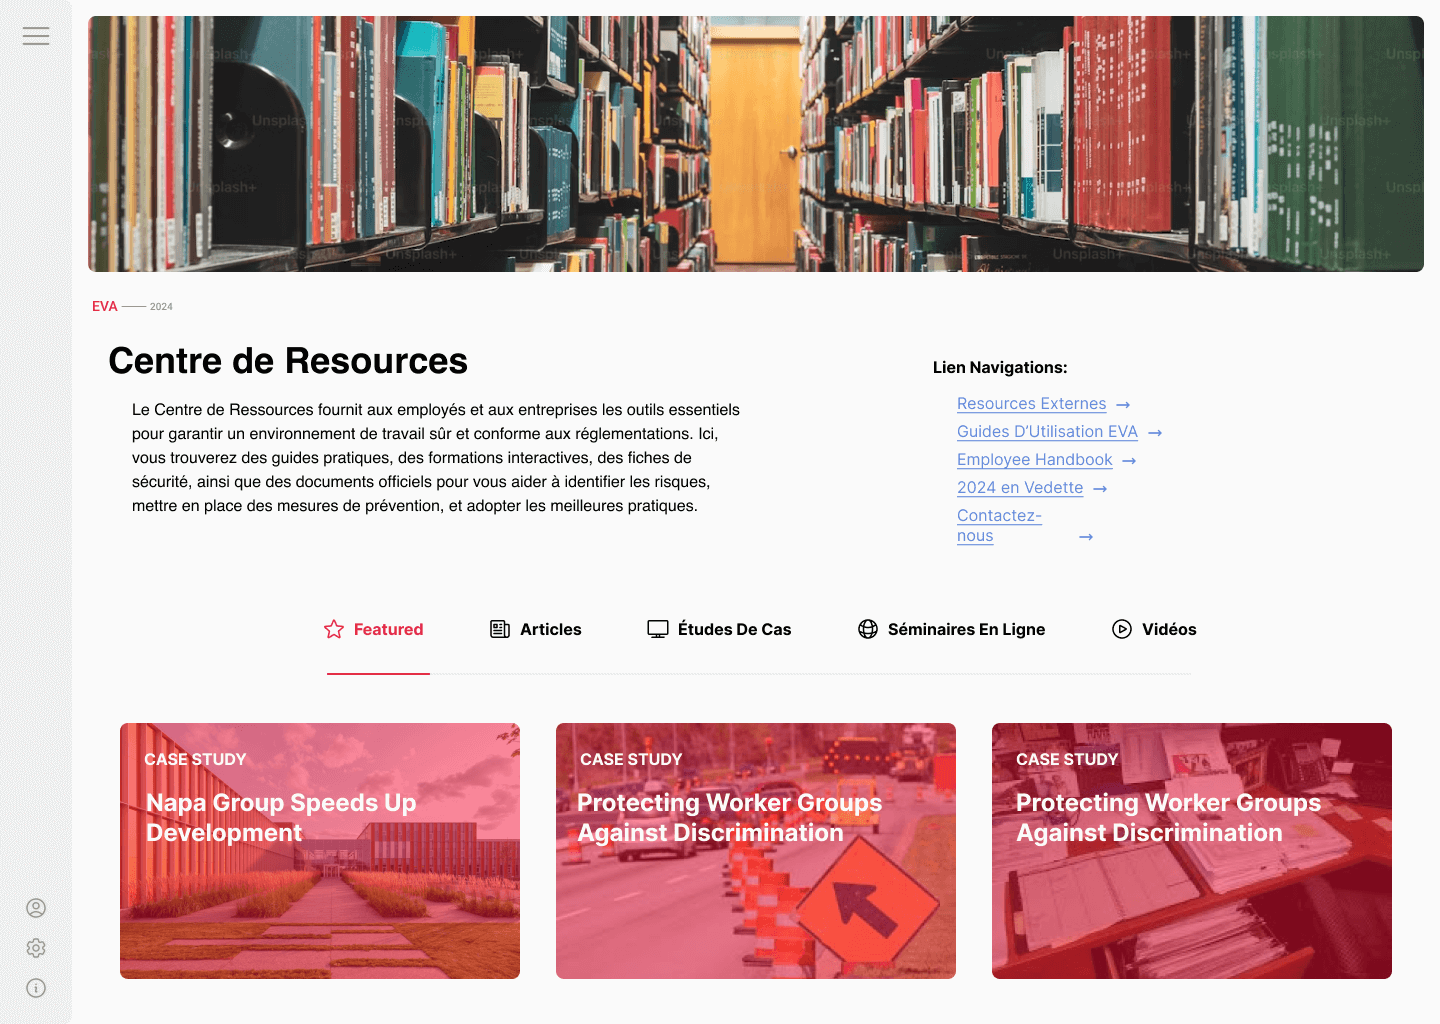 Unsplash+
EVA
2024
Centre de Resources
Le Centre de Ressources fournit aux employés et aux entreprises les outils essentiels
pour garantir un environnement de travail sûr et conforme aux réglementations. Ici,
vous trouverez des guides pratiques, des formations interactives, des fiches de
sécurité, ainsi que des documents officiels pour vous aider à identifier les risques,
mettre en place des mesures de prévention, et adopter les meilleures pratiques.
Lien Navigations:
Resources Externes →
Guides D’Utilisation EVA →
Employee Handbook →
2024 en Vedette →
Contactez-
nous →
Featured
Articles
Études De Cas
Séminaires En Ligne
Vidéos
CASE STUDY
Napa Group Speeds Up
Development
CASE STUDY
Protecting Worker Groups
Against Discrimination
CASE STUDY
Protecting Worker Groups
Against Discrimination